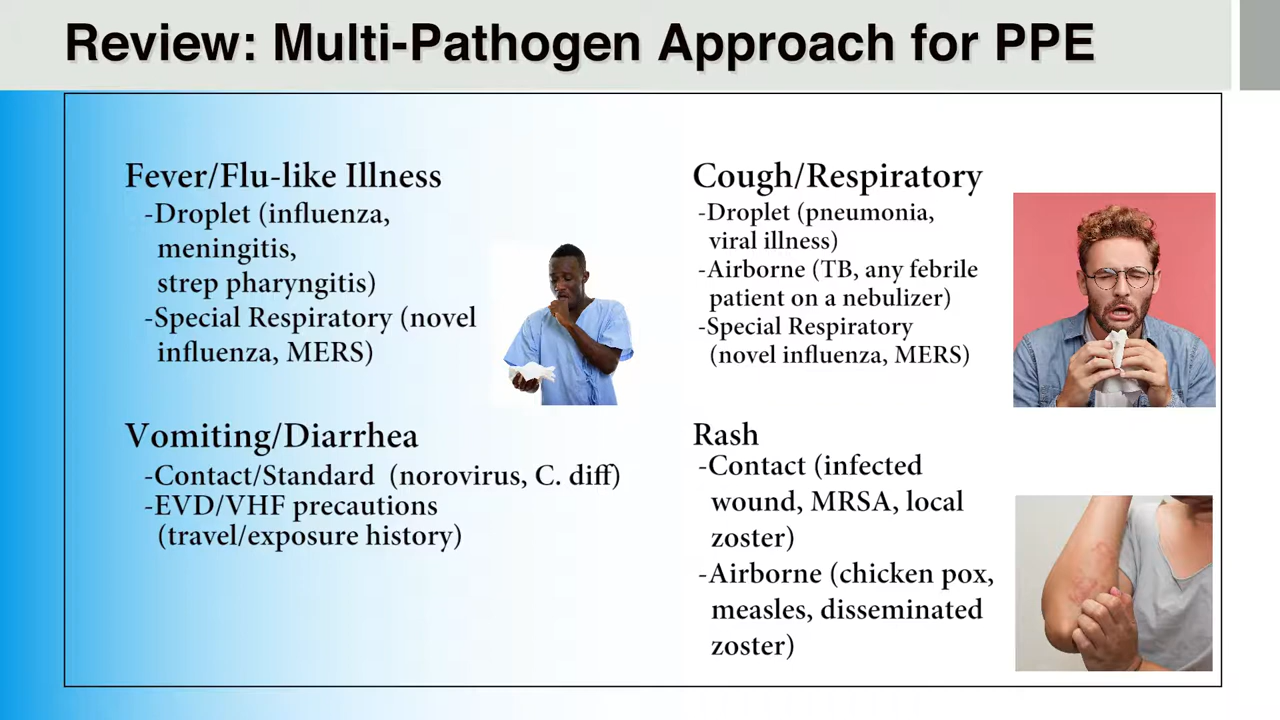 Review: Multi-Pathogen Approach for PPE
Fever/Flu-like Illness
-Droplet (influenza,
meningitis,
strep pharyngitis)
-Special Respiratory (novel
influenza, MERS)
Vomiting/Diarrhea
-Contact/Standard (norovirus, C. diff)
-EVD/VHF precautions
(travel/exposure history)
Cough/Respiratory
-Droplet (pneumonia,
viral illness)
-Airborne (TB, any febrile
patient on a nebulizer)
-Special Respiratory
(novel influenza, MERS)
Rash
-Contact (infected
wound, MRSA, local
zoster)
-Airborne (chicken pox,
measles, disseminated
zoster)